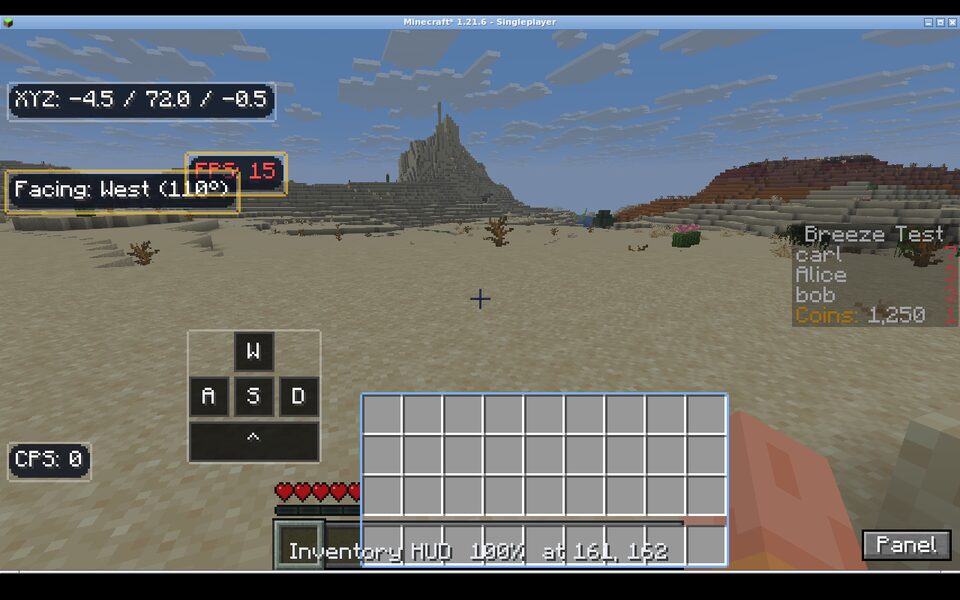 Minecraft* 1.21.6 - Singleplayer
XYZ: -4.5 / 72.0 / -0.5
FPS: 15
Facing: West (110°)
Breeze Test
carl
Alice
bob
Coins: 1,250
W
A S D
^
CPS: 0
Inventory HUD 100% at 161, 162
Panel